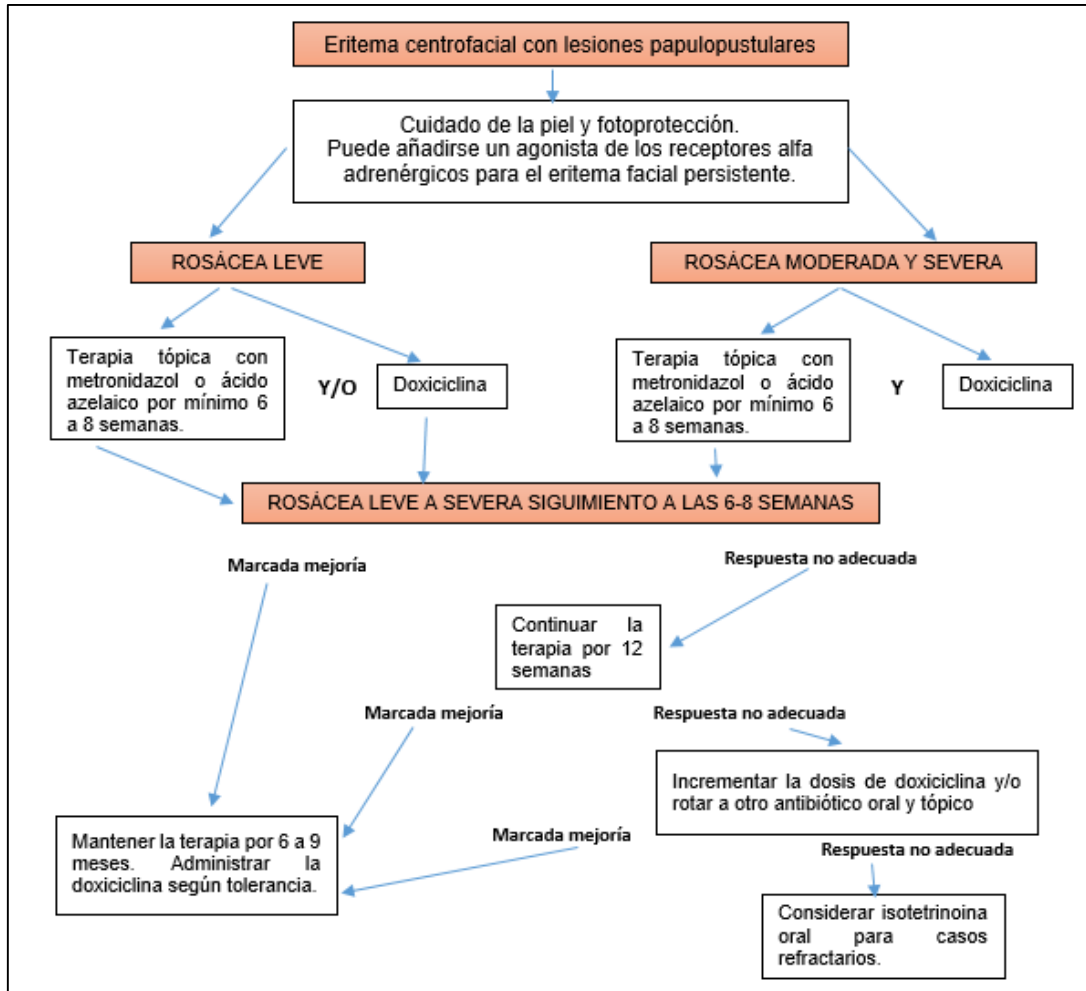 Eritema centrofacial con lesiones papulopustulares
Cuidado de la piel y fotoprotección.
Puede añadirse un agonista de los receptores alfa
adrenérgicos para el eritema facial persistente.
ROSÁCEA LEVE
ROSÁCEA MODERADA Y SEVERA
Terapia tópica con
metronidazol o ácido
azelaico por mínimo 6
a 8 semanas.
Y/O
Doxiciclina
Terapia tópica con
metronidazol o ácido
azelaico por mínimo 6
a 8 semanas.
Y
Doxiciclina
ROSÁCEA LEVE A SEVERA SIGUIMIENTO A LAS 6-8 SEMANAS
Marcada mejoría
Respuesta no adecuada
Continuar la
terapia por 12
semanas
Marcada mejoría
Respuesta no adecuada
Incrementar la dosis de doxiciclina y/o
rotar a otro antibiótico oral y tópico
Marcada mejoría
Respuesta no adecuada
Mantener la terapia por 6 a 9
meses. Administrar la
doxiciclina según tolerancia.
Considerar isotetrinoina
oral para casos
refractarios.